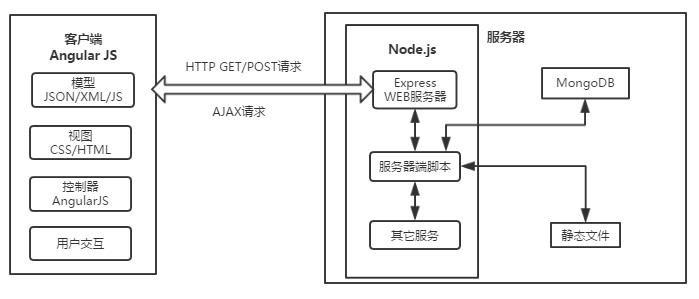 客户端
Angular JS
模型
JSON/XML/JS
视图
CSS/HTML
控制器
AngularJS
用户交互
HTTP GET/POST请求
AJAX请求
服务器
Node.js
Express
WEB服务器
服务器端脚本
其它服务
MongoDB
静态文件